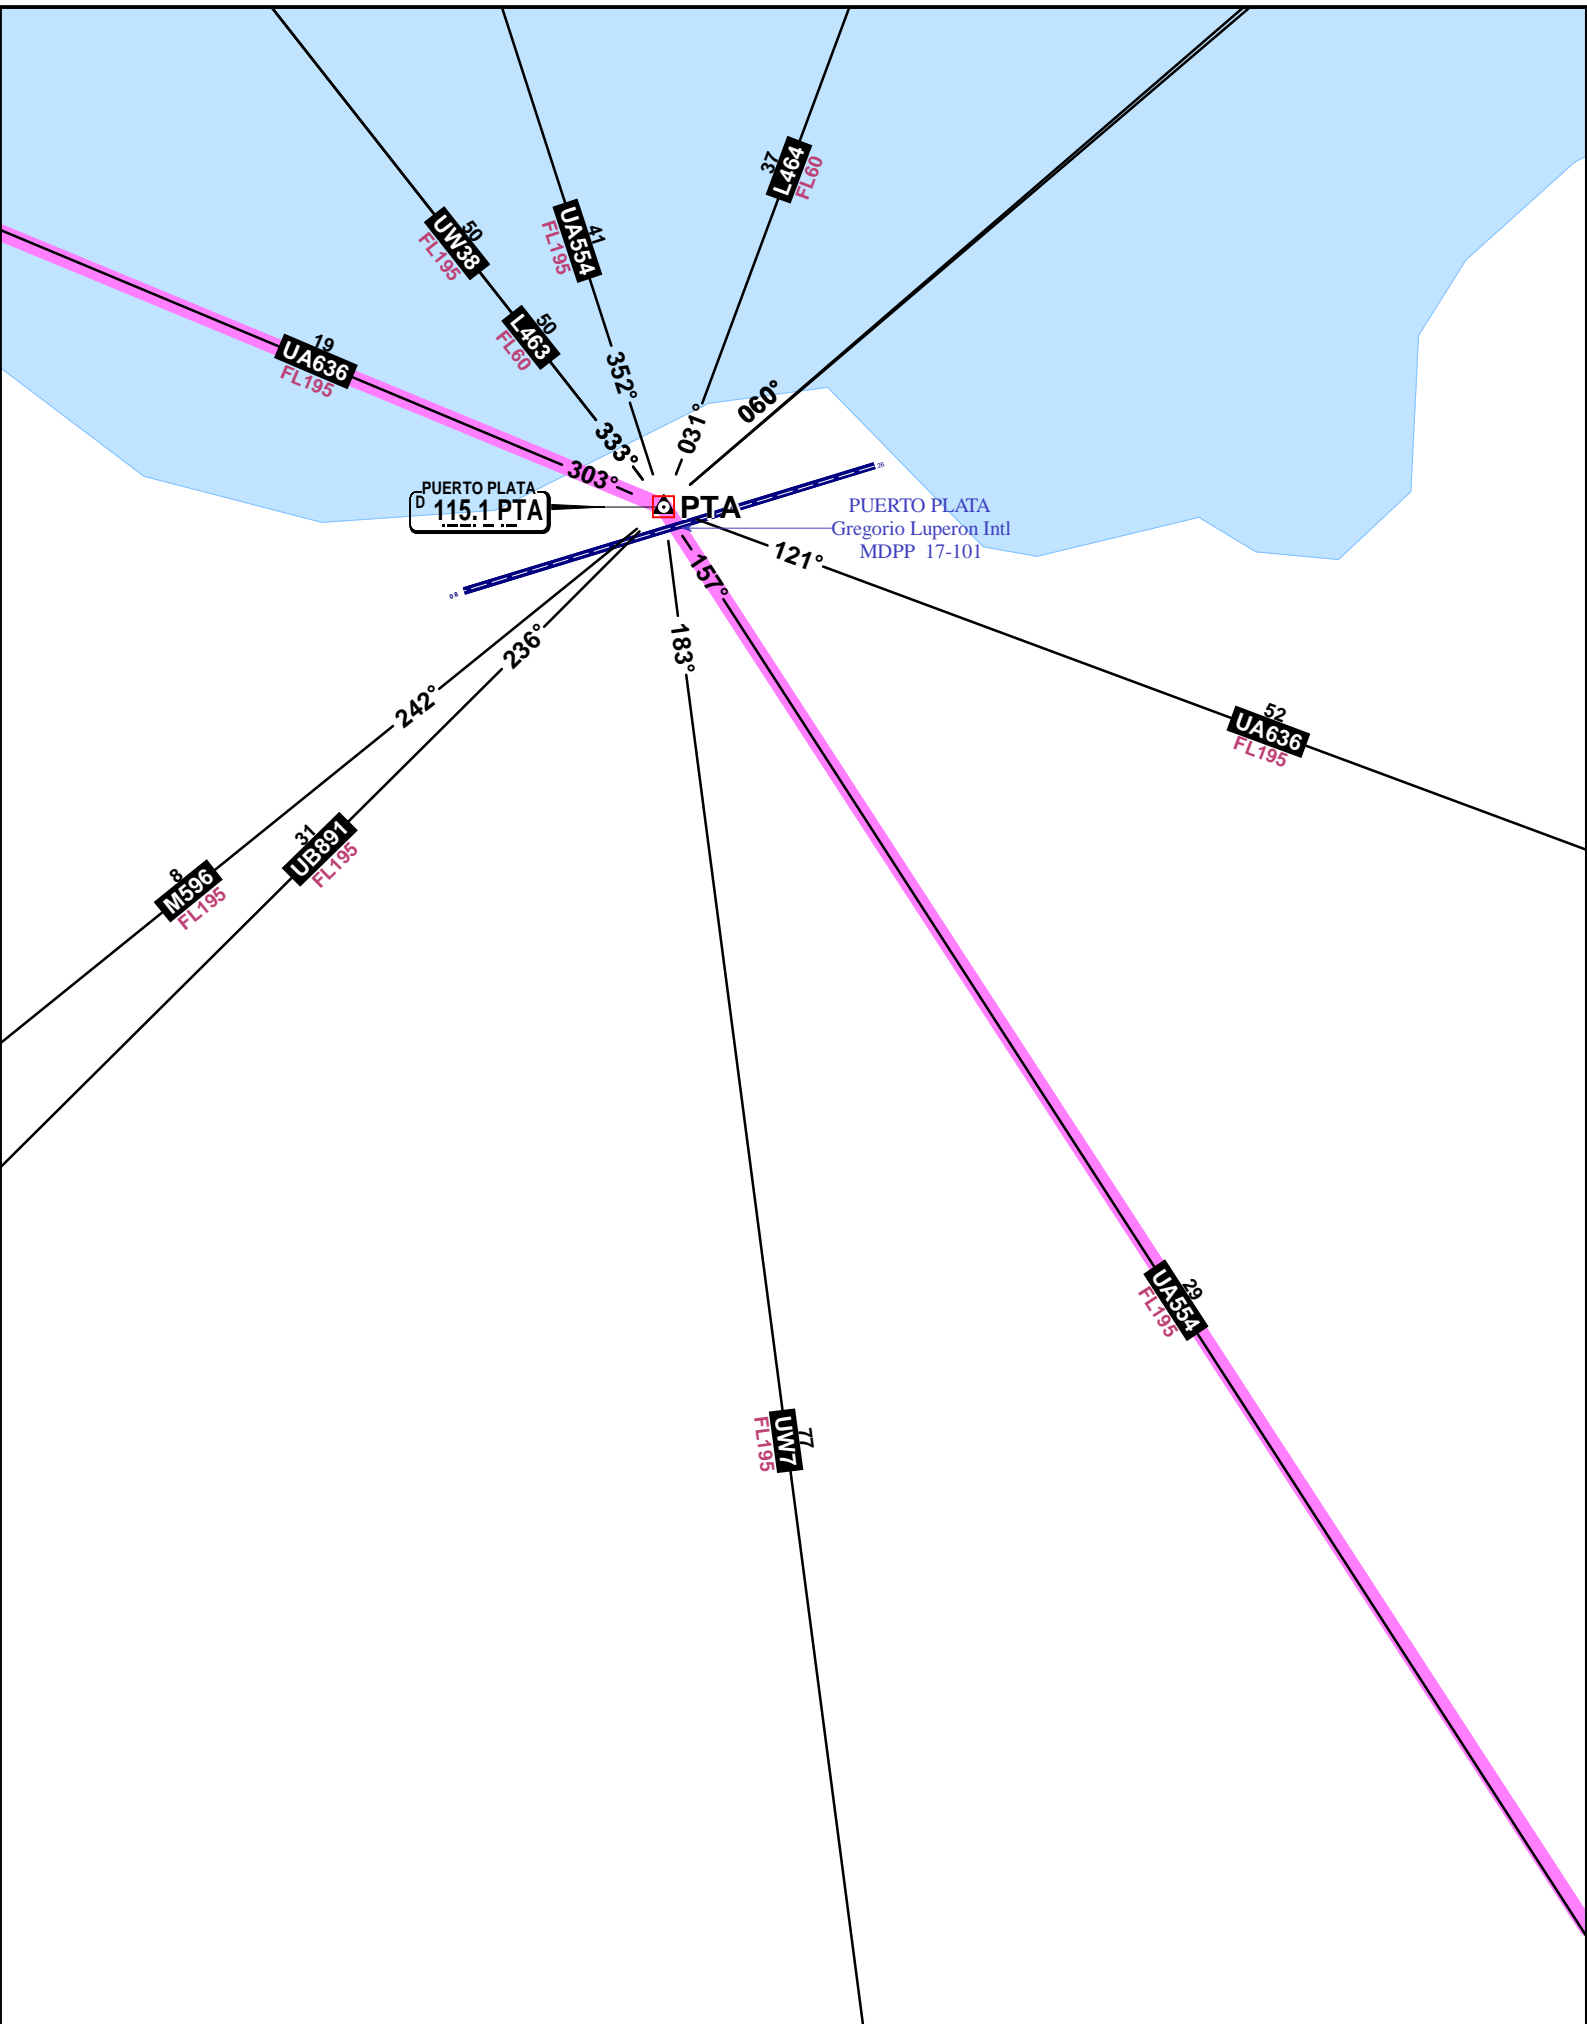 37
L464
FL60
50
UW38
FL195
41
UA554
FL195
50
L463
FL60
19
UA636
FL195
352°
333°
031°
060°
303°
PUERTO PLATA
D 115.1 PTA
PTA
26
08
PUERTO PLATA
Gregorio Luperon Intl
MDPP 17-101
121°
157°
183°
236°
242°
52
UA636
FL195
31
UB891
FL195
8
M596
FL195
29
UA554
FL195
77
UW7
FL195